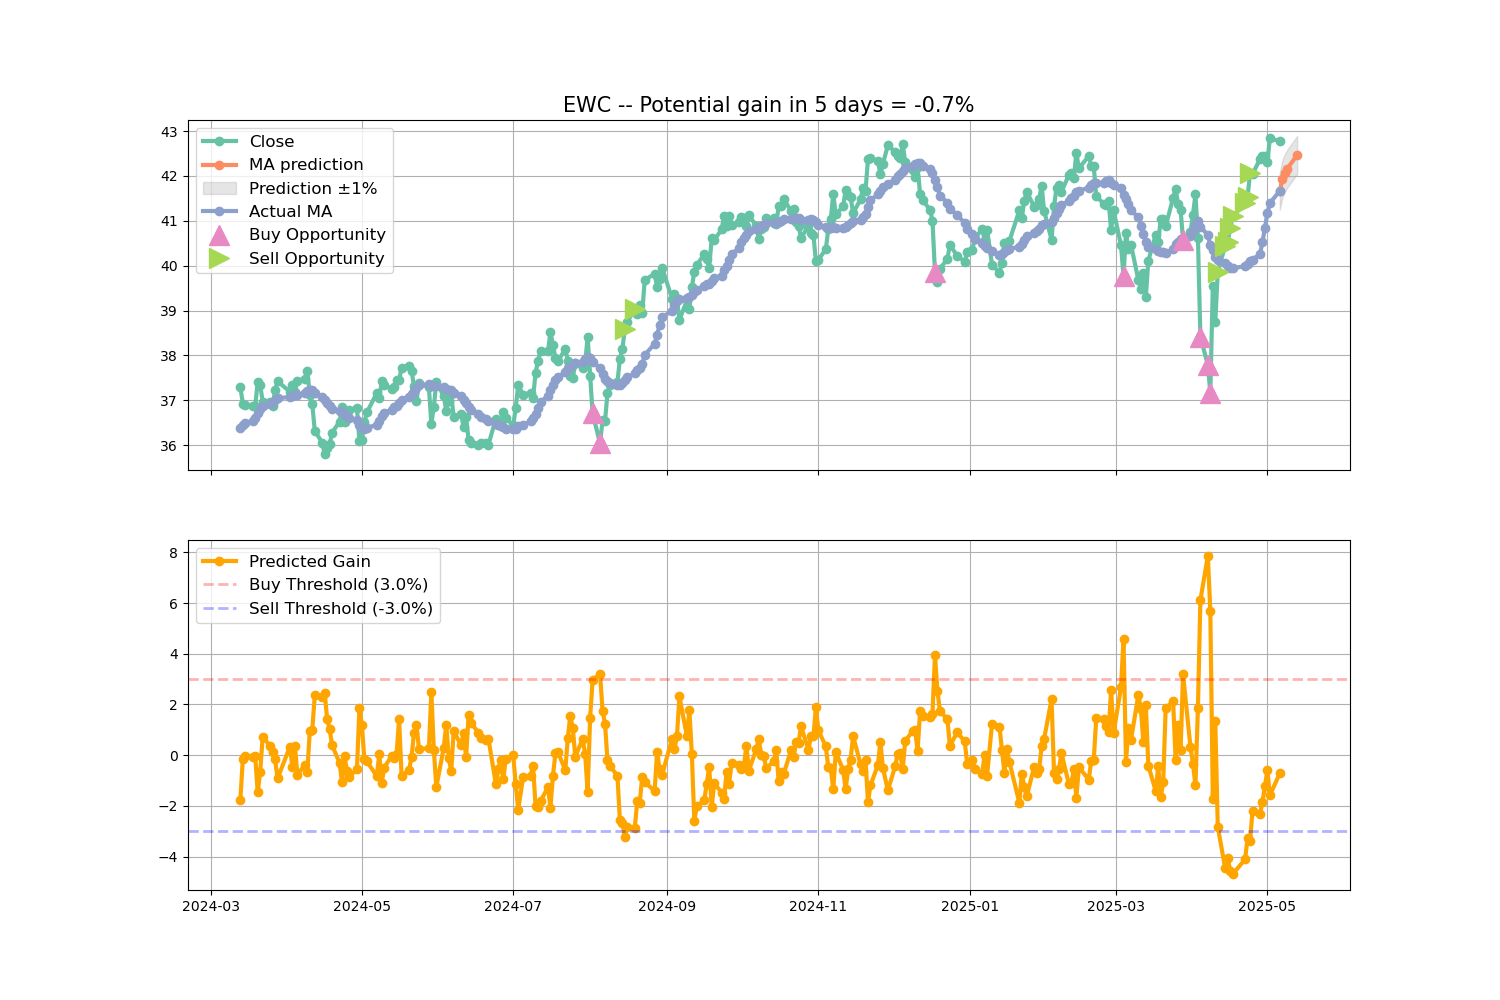 EWC -- Potential gain in 5 days = -0.7%
43
42
41
40
39
38
37
36
Close
MA prediction
Prediction ±1%
Actual MA
Buy Opportunity
Sell Opportunity
8
6
4
2
0
−2
−4
Predicted Gain
Buy Threshold (3.0%)
Sell Threshold (-3.0%)
2024-03 2024-05 2024-07 2024-09 2024-11 2025-01 2025-03 2025-05